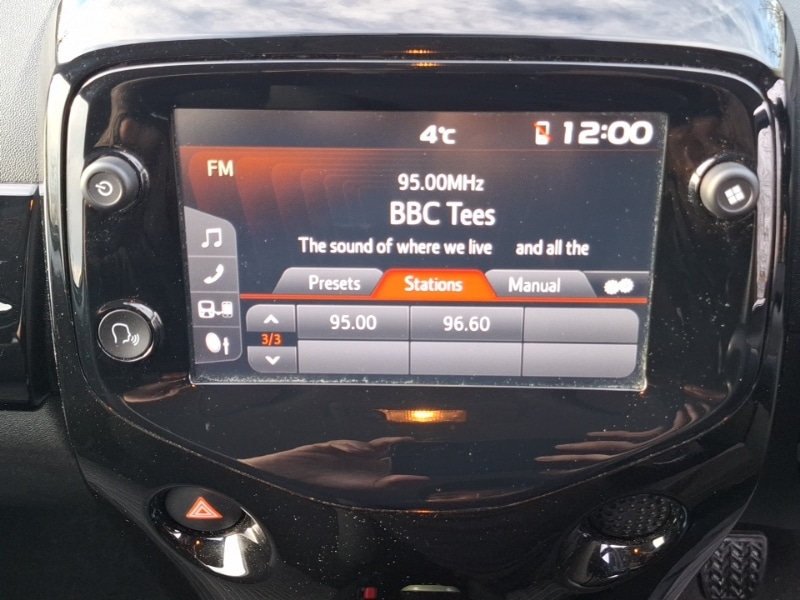 4°C 12:00
FM
95.00MHz
BBC Tees
The sound of where we live and all the
Presets Stations Manual
95.00 96.60
3/3